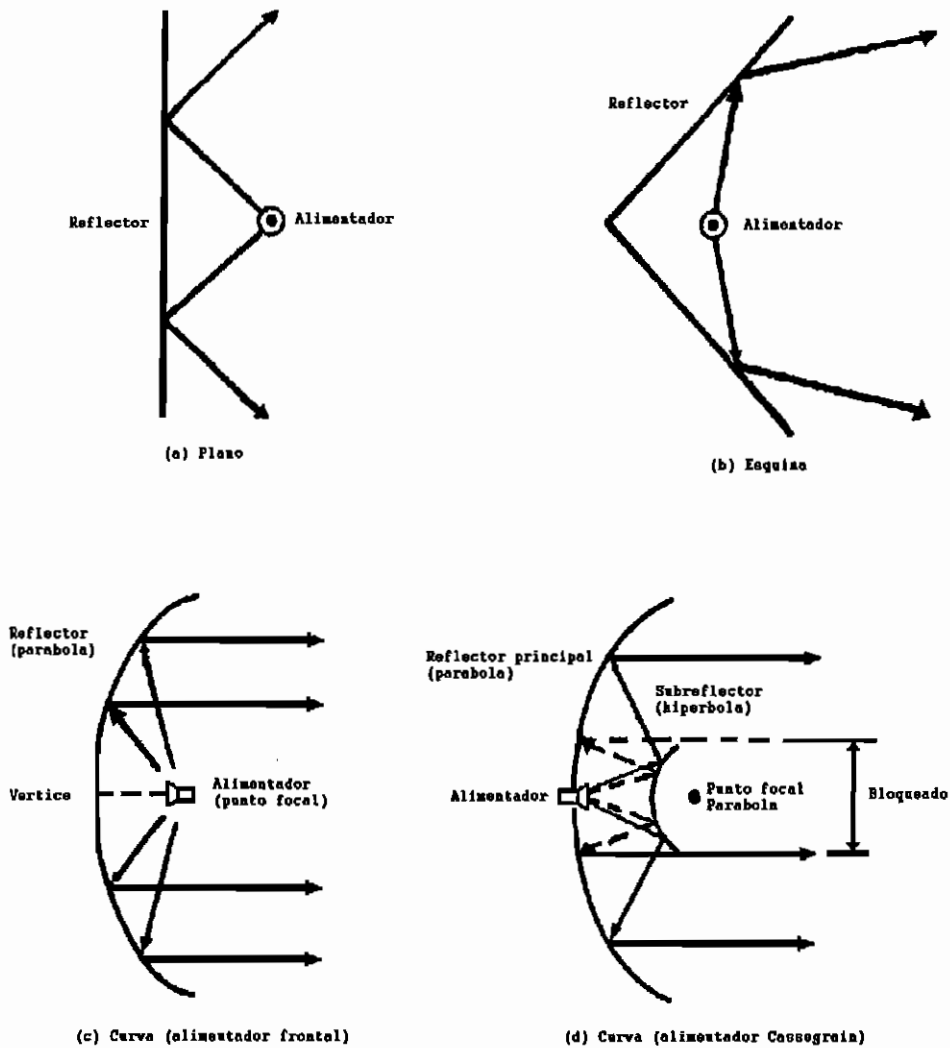 Reflector
Alimentador
(a) Plano
Reflector
Alimentador
(b) Esquina
Reflector
(parabola)
Vertice
Alimentador
(punto focal)
(c) Curva (alimentador frontal)
Reflector principal
(parabola)
Subreflector
(hiperbola)
Alimentador
Punto focal
Parabola
Bloqueado
(d) Curva (alimentador Cassegrain)